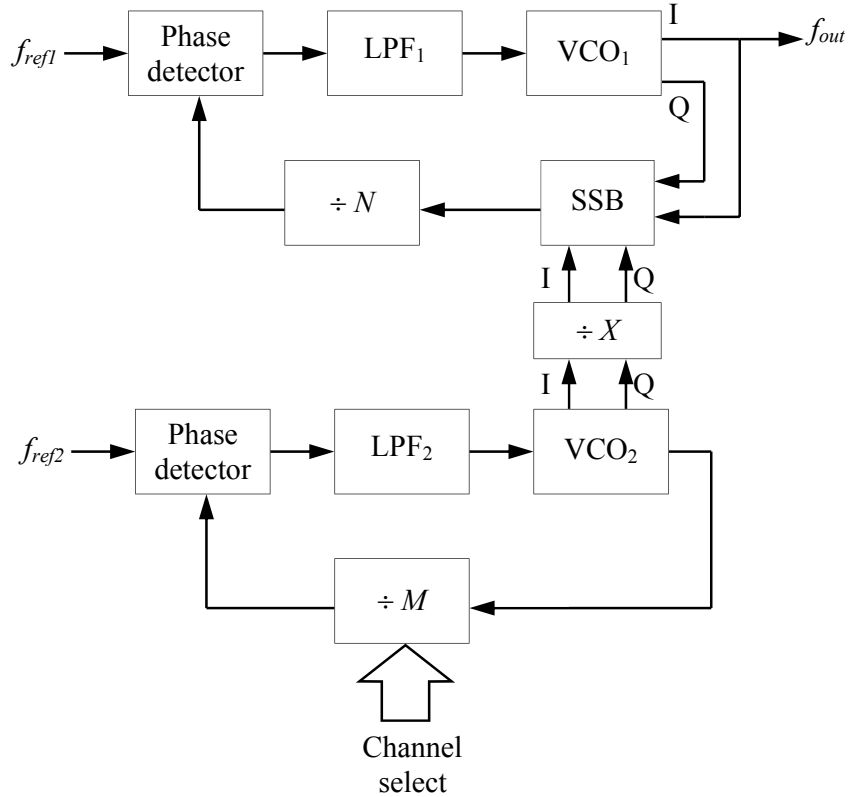 f_ref1
Phase
detector
LPF₁
VCO₁
I
f_out
Q
÷ N
SSB
I
Q
÷ X
I
Q
f_ref2
Phase
detector
LPF₂
VCO₂
÷ M
Channel
select